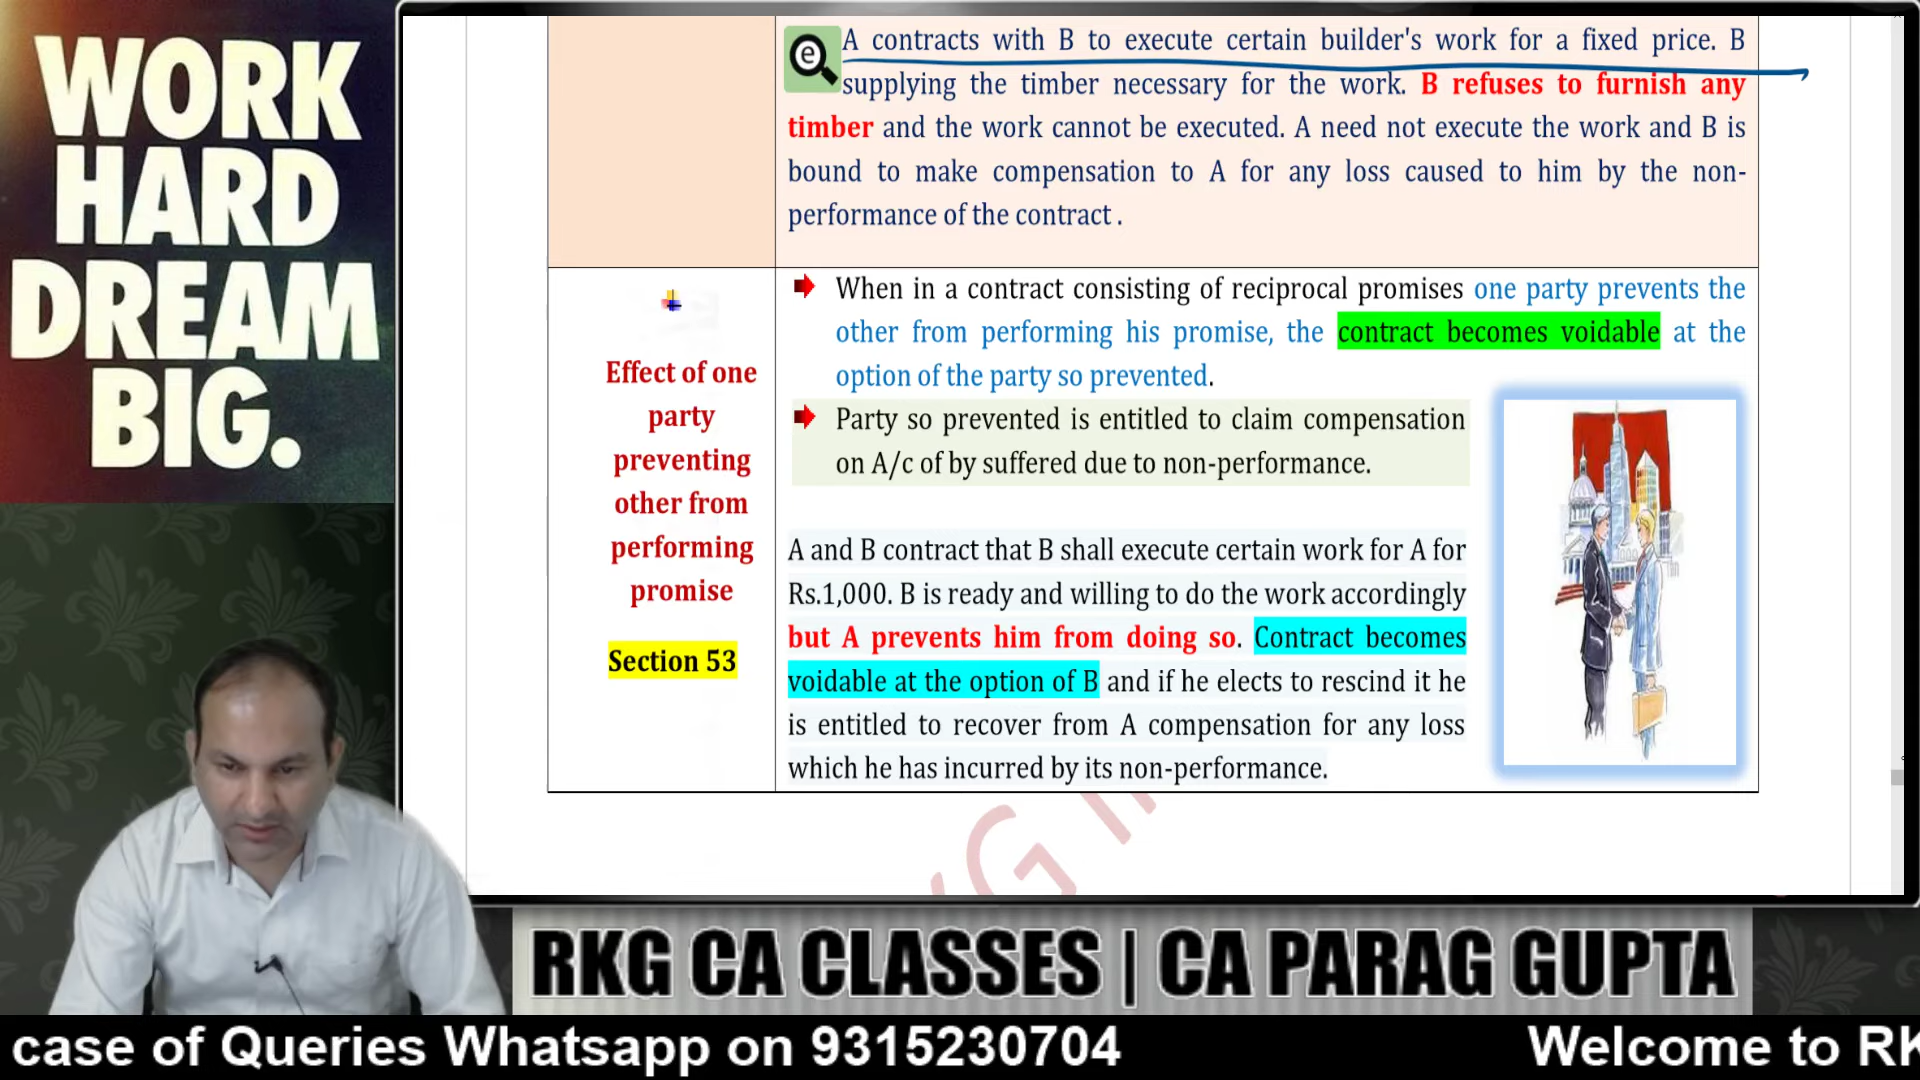 WORK
HARD
DREAM
BIG.
A contracts with B to execute certain builder's work for a fixed price. B
supplying the timber necessary for the work. B refuses to furnish any
timber and the work cannot be executed. A need not execute the work and B is
bound to make compensation to A for any loss caused to him by the non-
performance of the contract .
Effect of one
party
preventing
other from
performing
promise
Section 53
When in a contract consisting of reciprocal promises one party prevents the
other from performing his promise, the contract becomes voidable at the
option of the party so prevented.
Party so prevented is entitled to claim compensation
on A/c of by suffered due to non-performance.
A and B contract that B shall execute certain work for A for
Rs.1,000. B is ready and willing to do the work accordingly
but A prevents him from doing so. Contract becomes
voidable at the option of B and if he elects to rescind it he
is entitled to recover from A compensation for any loss
which he has incurred by its non-performance.
RKG CA CLASSES | CA PARAG GUPTA
case of Queries Whatsapp on 9315230704
Welcome to RK